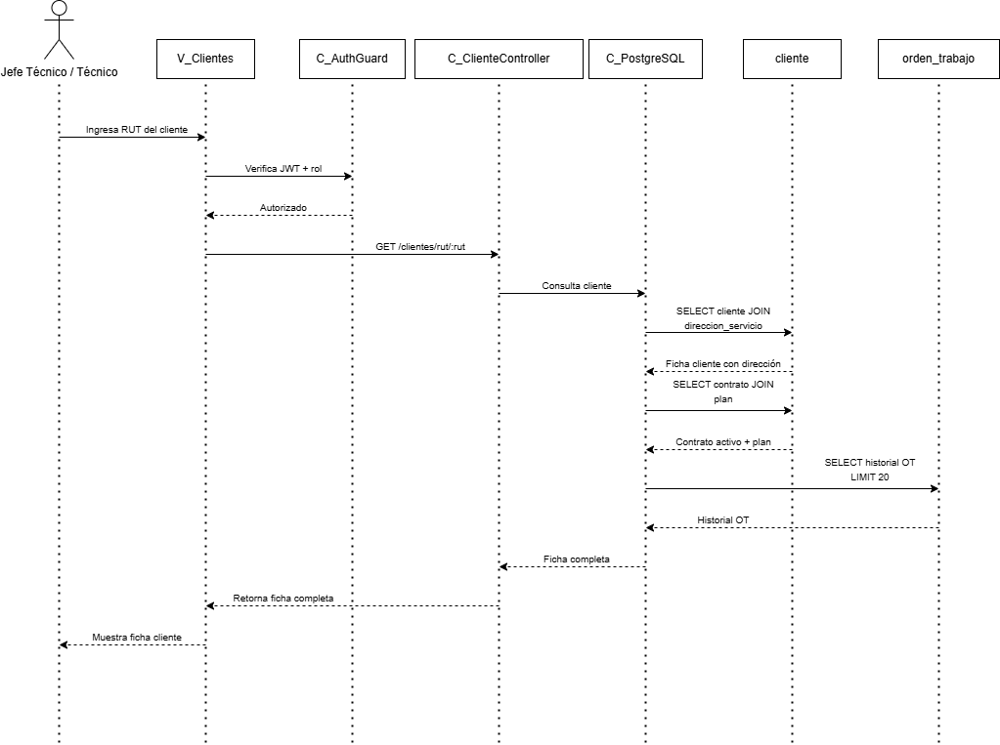 Jefe Técnico / Técnico
V_Clientes
C_AuthGuard
C_ClienteController
C_PostgreSQL
cliente
orden_trabajo
Ingresa RUT del cliente
Verifica JWT + rol
Autorizado
GET /clientes/rut/:rut
Consulta cliente
SELECT cliente JOIN
direccion_servicio
Ficha cliente con dirección
SELECT contrato JOIN
plan
Contrato activo + plan
SELECT historial OT
LIMIT 20
Historial OT
Ficha completa
Retorna ficha completa
Muestra ficha cliente